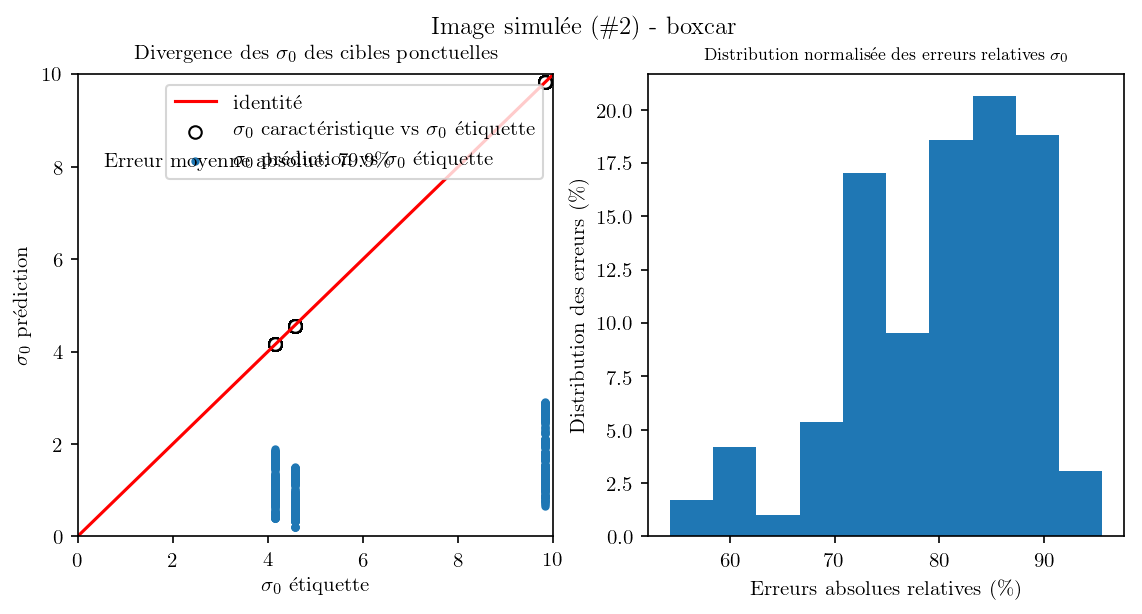 Image simulée (#2) - boxcar
Divergence des σ₀ des cibles ponctuelles
identité
σ₀ caractéristique vs σ₀ étiquette
σ₀ prédiction vs σ₀ étiquette
Erreur moyenne absolue: 79.9%
10
8
6
4
2
0
σ₀ prédiction
0 2 4 6 8 10
σ₀ étiquette
Distribution normalisée des erreurs relatives σ₀
20.0
17.5
15.0
12.5
10.0
7.5
5.0
2.5
0.0
Distribution des erreurs (%)
60 70 80 90
Erreurs absolues relatives (%)